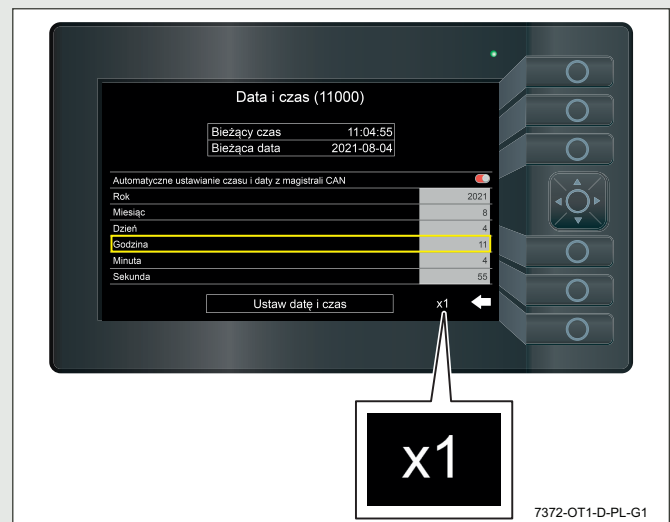 Data i czas (11000)
Bieżący czas 11:04:55
Bieżąca data 2021-08-04
Automatyczne ustawianie czasu i daty z magistrali CAN
Rok 2021
Miesiąc 8
Dzień 4
Godzina 11
Minuta 4
Sekunda 55
Ustaw datę i czas x1
x1
7372-OT1-D-PL-G1